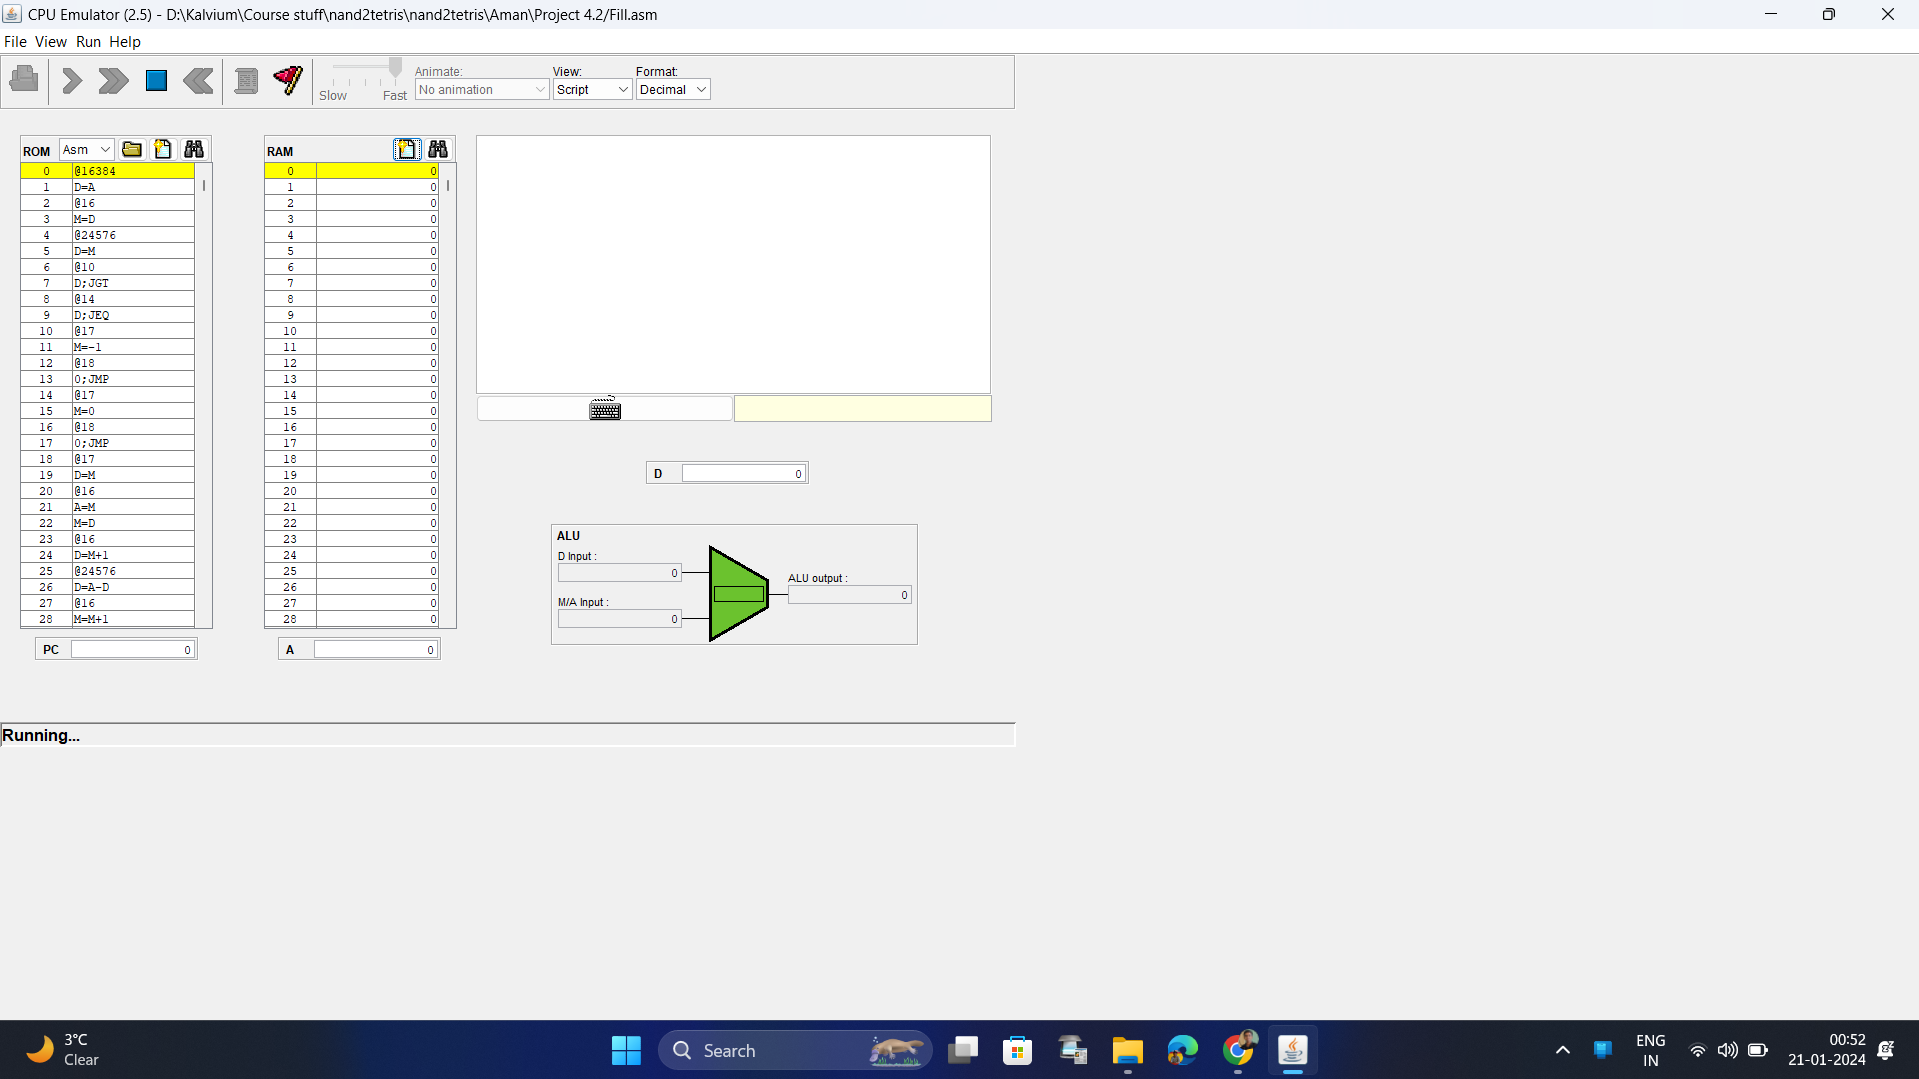 CPU Emulator (2.5) - D:\Kalvium\Course stuff\nand2tetris\nand2tetris\Aman\Project 4.2/Fill.asm
File View Run Help
Slow Fast
Animate:
No animation
View:
Script
Format:
Decimal
ROM Asm
0 @16384
1 D=A
2 @16
3 M=D
4 @24576
5 D=M
6 @10
7 D;JGT
8 @14
9 D;JEQ
10 @17
11 M=-1
12 @18
13 0;JMP
14 @17
15 M=0
16 @18
17 0;JMP
18 @17
19 D=M
20 @16
21 A=M
22 M=D
23 @16
24 D=M+1
25 @24576
26 D=A-D
27 @16
28 M=M+1
PC 0
RAM
0 0
1 0
2 0
3 0
4 0
5 0
6 0
7 0
8 0
9 0
10 0
11 0
12 0
13 0
14 0
15 0
16 0
17 0
18 0
19 0
20 0
21 0
22 0
23 0
24 0
25 0
26 0
27 0
28 0
A 0
D 0
ALU
D Input :
0
M/A Input :
0
ALU output :
0
Running...
3°C
Clear
Search
ENG
IN
00:52
21-01-2024